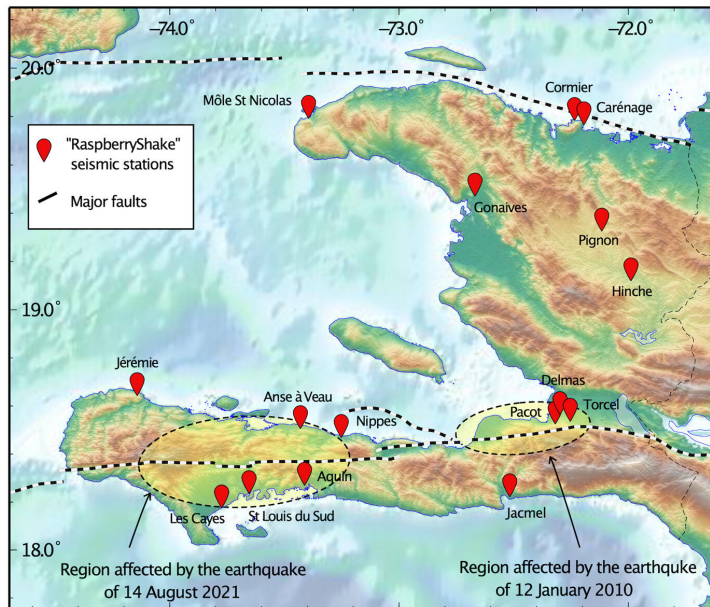 −74.0° −73.0° −72.0°
20.0°
Cormier
Môle St Nicolas
Carénage
"RaspberryShake"
seismic stations
Major faults
Gonaives
Pignon
Hinche
19.0°
Jérémie
Delmas
Anse à Veau
Pacot
Torcel
Nippes
Aquin
Les Cayes
St Louis du Sud
Jacmel
18.0°
Region affected by the earthquake
of 14 August 2021
Region affected by the earthquke
of 12 January 2010